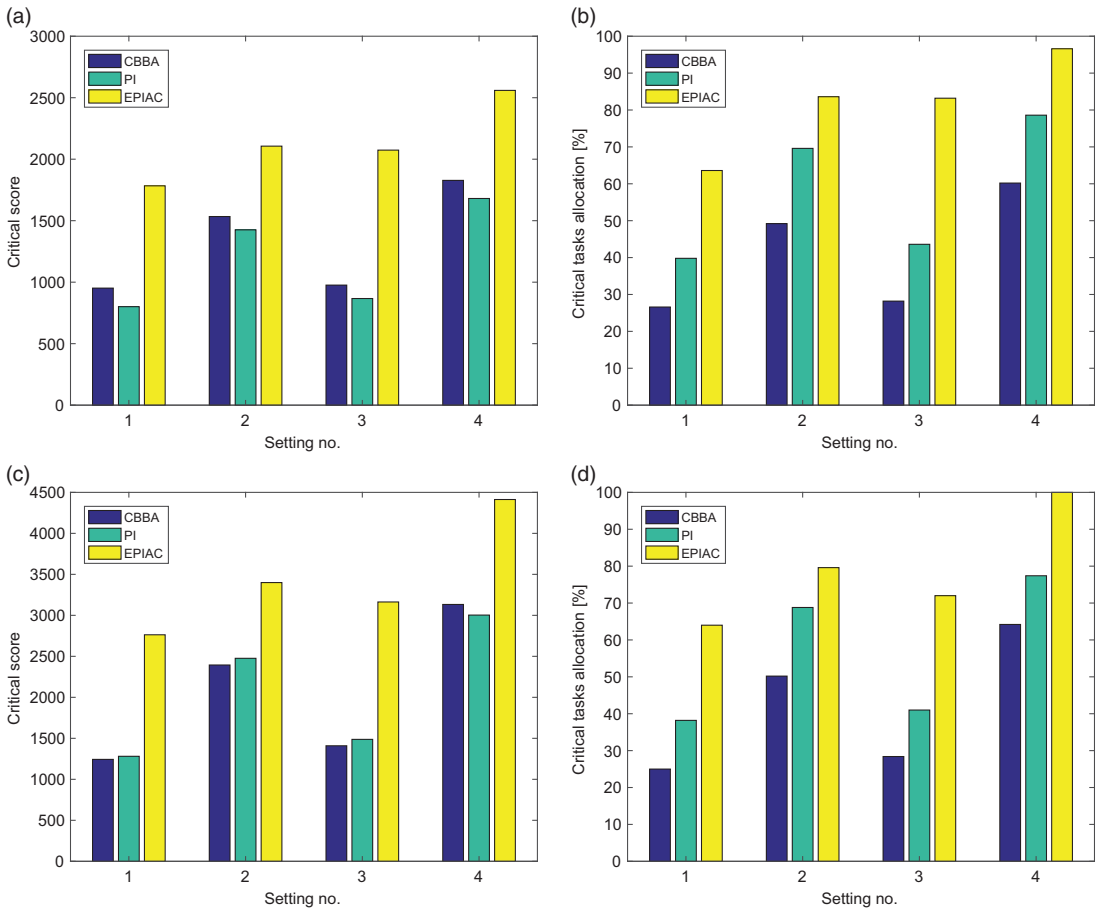 (a)
3000
2500
2000
1500
1000
500
0
Critical score
CBBA
PI
EPIAC
1 2 3 4
Setting no.
(b)
100
90
80
70
60
50
40
30
20
10
0
Critical tasks allocation [%]
CBBA
PI
EPIAC
1 2 3 4
Setting no.
(c)
4500
4000
3500
3000
2500
2000
1500
1000
500
0
Critical score
CBBA
PI
EPIAC
1 2 3 4
Setting no.
(d)
100
90
80
70
60
50
40
30
20
10
0
Critical tasks allocation [%]
CBBA
PI
EPIAC
1 2 3 4
Setting no.